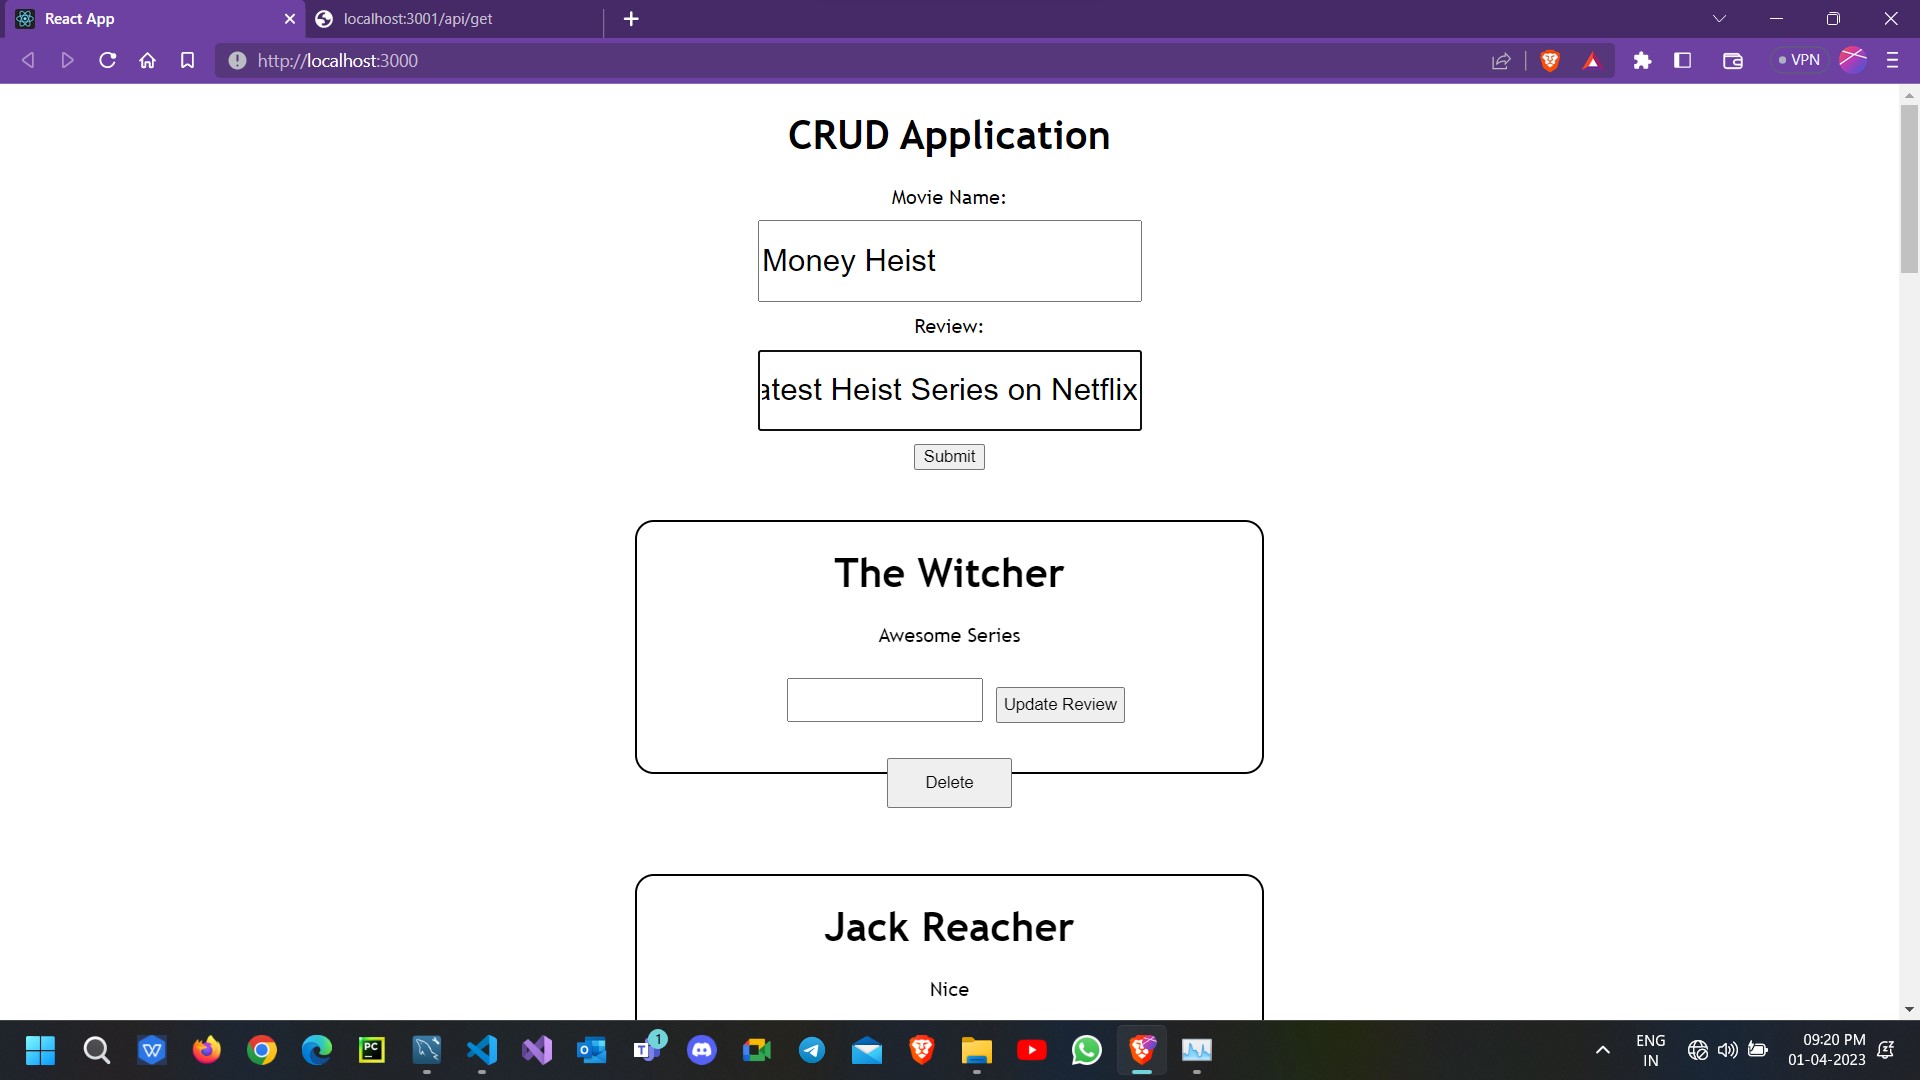 React App
localhost:3001/api/get
http://localhost:3000
VPN
CRUD Application
Movie Name:
Money Heist
Review:
atest Heist Series on Netflix
Submit
The Witcher
Awesome Series
Update Review
Delete
Jack Reacher
Nice
W
PC
T
1
ENG
IN
09:20 PM
01-04-2023